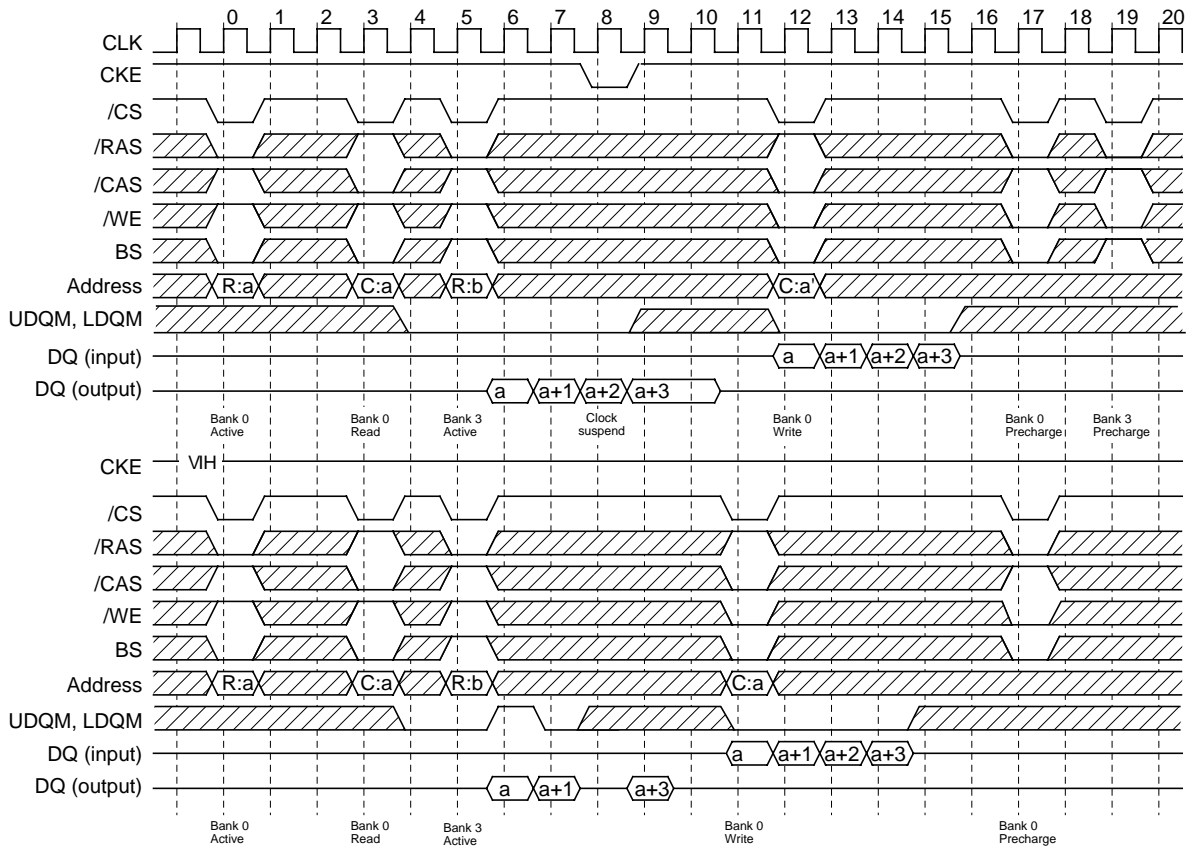 0 1 2 3 4 5 6 7 8 9 10 11 12 13 14 15 16 17 18 19 20
CLK
CKE
/CS
/RAS
/CAS
/WE
BS
Address R:a C:a R:b C:a'
UDQM, LDQM
DQ (input) a a+1 a+2 a+3
DQ (output) a a+1 a+2 a+3
Bank 0 Bank 0 Bank 3 Clock Bank 0 Bank 0 Bank 3
Active Read Active suspend Write Precharge Precharge
CKE VIH
/CS
/RAS
/CAS
/WE
BS
Address R:a C:a R:b C:a
UDQM, LDQM
DQ (input) a a+1 a+2 a+3
DQ (output) a a+1 a+3
Bank 0 Bank 0 Bank 3 Bank 0 Bank 0
Active Read Active Write Precharge